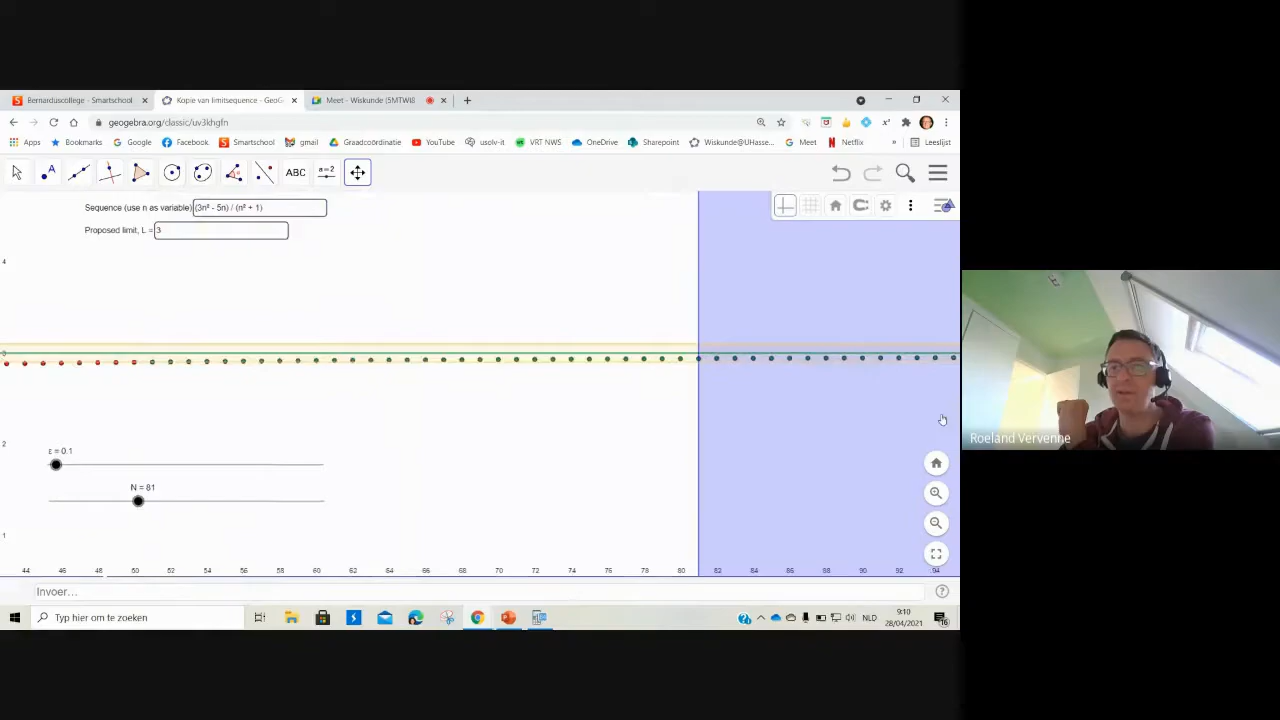 Bernarduscollege - Smartschool
Kopie van limitsequence - GeoG
Meet - Wiskunde (5MTWI8
geogebra.org/classic/uv3khgfn
Apps Bookmarks Google Facebook Smartschool gmail Graadcoördinatie YouTube usolv-it VRT NWS OneDrive Sharepoint Wiskunde@UHasse... Meet Netflix » Leeslijst
ABC a=2
Sequence (use n as variable) (3n² - 5n) / (n² + 1)
Proposed limit, L = 3
4
3
2
ε = 0.1
N = 81
1
44 46 48 50 52 54 56 58 60 62 64 66 68 70 72 74 76 78 80 82 84 86 88 90 92 94
Invoer...
Typ hier om te zoeken
NLD
9:10
28/04/2021
16
Roeland Vervenne